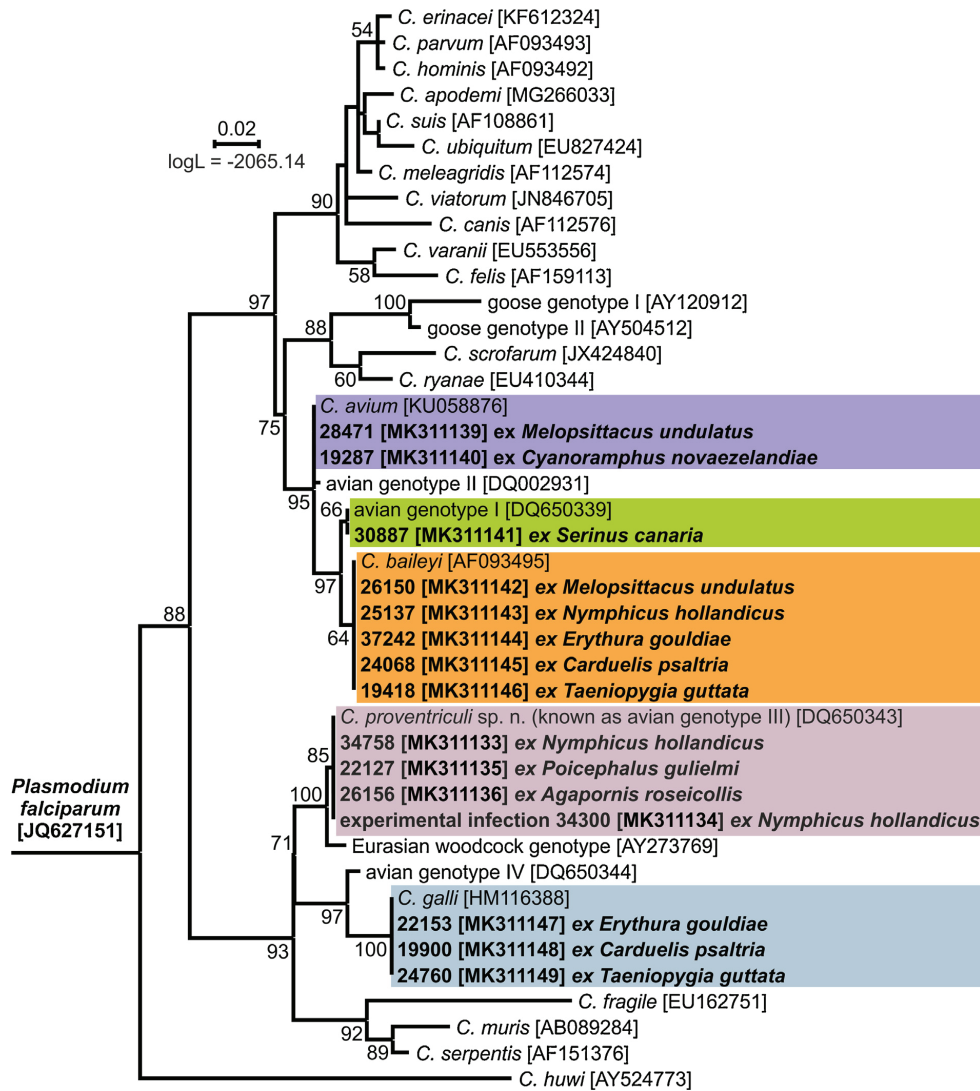 C. erinacei [KF612324]
54
C. parvum [AF093493]
C. hominis [AF093492]
C. apodemi [MG266033]
C. suis [AF108861]
0.02
C. ubiquitum [EU827424]
logL = -2065.14
C. meleagridis [AF112574]
C. viatorum [JN846705]
90
C. canis [AF112576]
C. varanii [EU553556]
58
C. felis [AF159113]
97
100
goose genotype I [AY120912]
88
goose genotype II [AY504512]
C. scrofarum [JX424840]
60
C. ryanae [EU410344]
C. avium [KU058876]
75
28471 [MK311139] ex Melopsittacus undulatus
19287 [MK311140] ex Cyanoramphus novaezelandiae
avian genotype II [DQ002931]
95
66
avian genotype I [DQ650339]
30887 [MK311141] ex Serinus canaria
C. baileyi [AF093495]
97
26150 [MK311142] ex Melopsittacus undulatus
25137 [MK311143] ex Nymphicus hollandicus
88
64
37242 [MK311144] ex Erythura gouldiae
24068 [MK311145] ex Carduelis psaltria
19418 [MK311146] ex Taeniopygia guttata
C. proventriculi sp. n. (known as avian genotype III) [DQ650343]
85
34758 [MK311133] ex Nymphicus hollandicus
22127 [MK311135] ex Poicephalus gulielmi
Plasmodium
falciparum
[JQ627151]
100
26156 [MK311136] ex Agapornis roseicollis
experimental infection 34300 [MK311134] ex Nymphicus hollandicus
71
Eurasian woodcock genotype [AY273769]
avian genotype IV [DQ650344]
C. galli [HM116388]
97
22153 [MK311147] ex Erythura gouldiae
93
100
19900 [MK311148] ex Carduelis psaltria
24760 [MK311149] ex Taeniopygia guttata
C. fragile [EU162751]
92
C. muris [AB089284]
89
C. serpentis [AF151376]
C. huwi [AY524773]